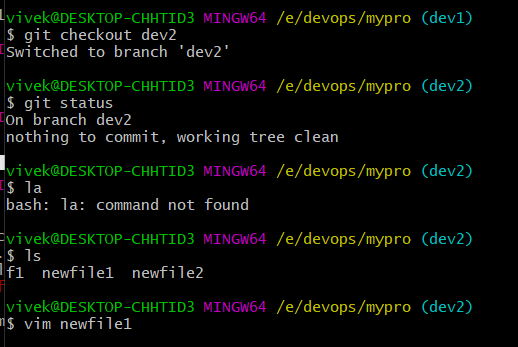 vivek@DESKTOP-CHHTID3 MINGW64 /e/devops/mypro (dev1)
$ git checkout dev2
Switched to branch 'dev2'
vivek@DESKTOP-CHHTID3 MINGW64 /e/devops/mypro (dev2)
$ git status
On branch dev2
nothing to commit, working tree clean
vivek@DESKTOP-CHHTID3 MINGW64 /e/devops/mypro (dev2)
$ la
bash: la: command not found
vivek@DESKTOP-CHHTID3 MINGW64 /e/devops/mypro (dev2)
$ ls
f1  newfile1  newfile2
vivek@DESKTOP-CHHTID3 MINGW64 /e/devops/mypro (dev2)
$ vim newfile1